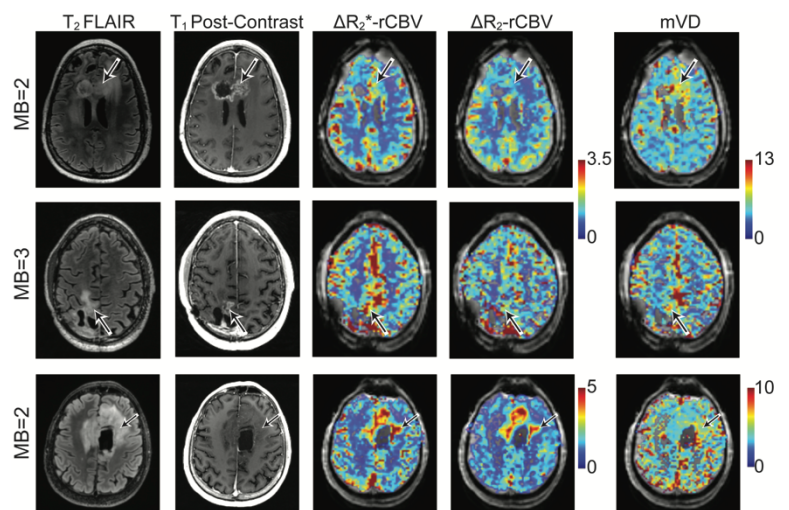 T₂ FLAIR T₁ Post-Contrast ΔR₂*-rCBV ΔR₂-rCBV mVD
MB=2
3.5 13
0 0
MB=3
MB=2
5 10
0 0